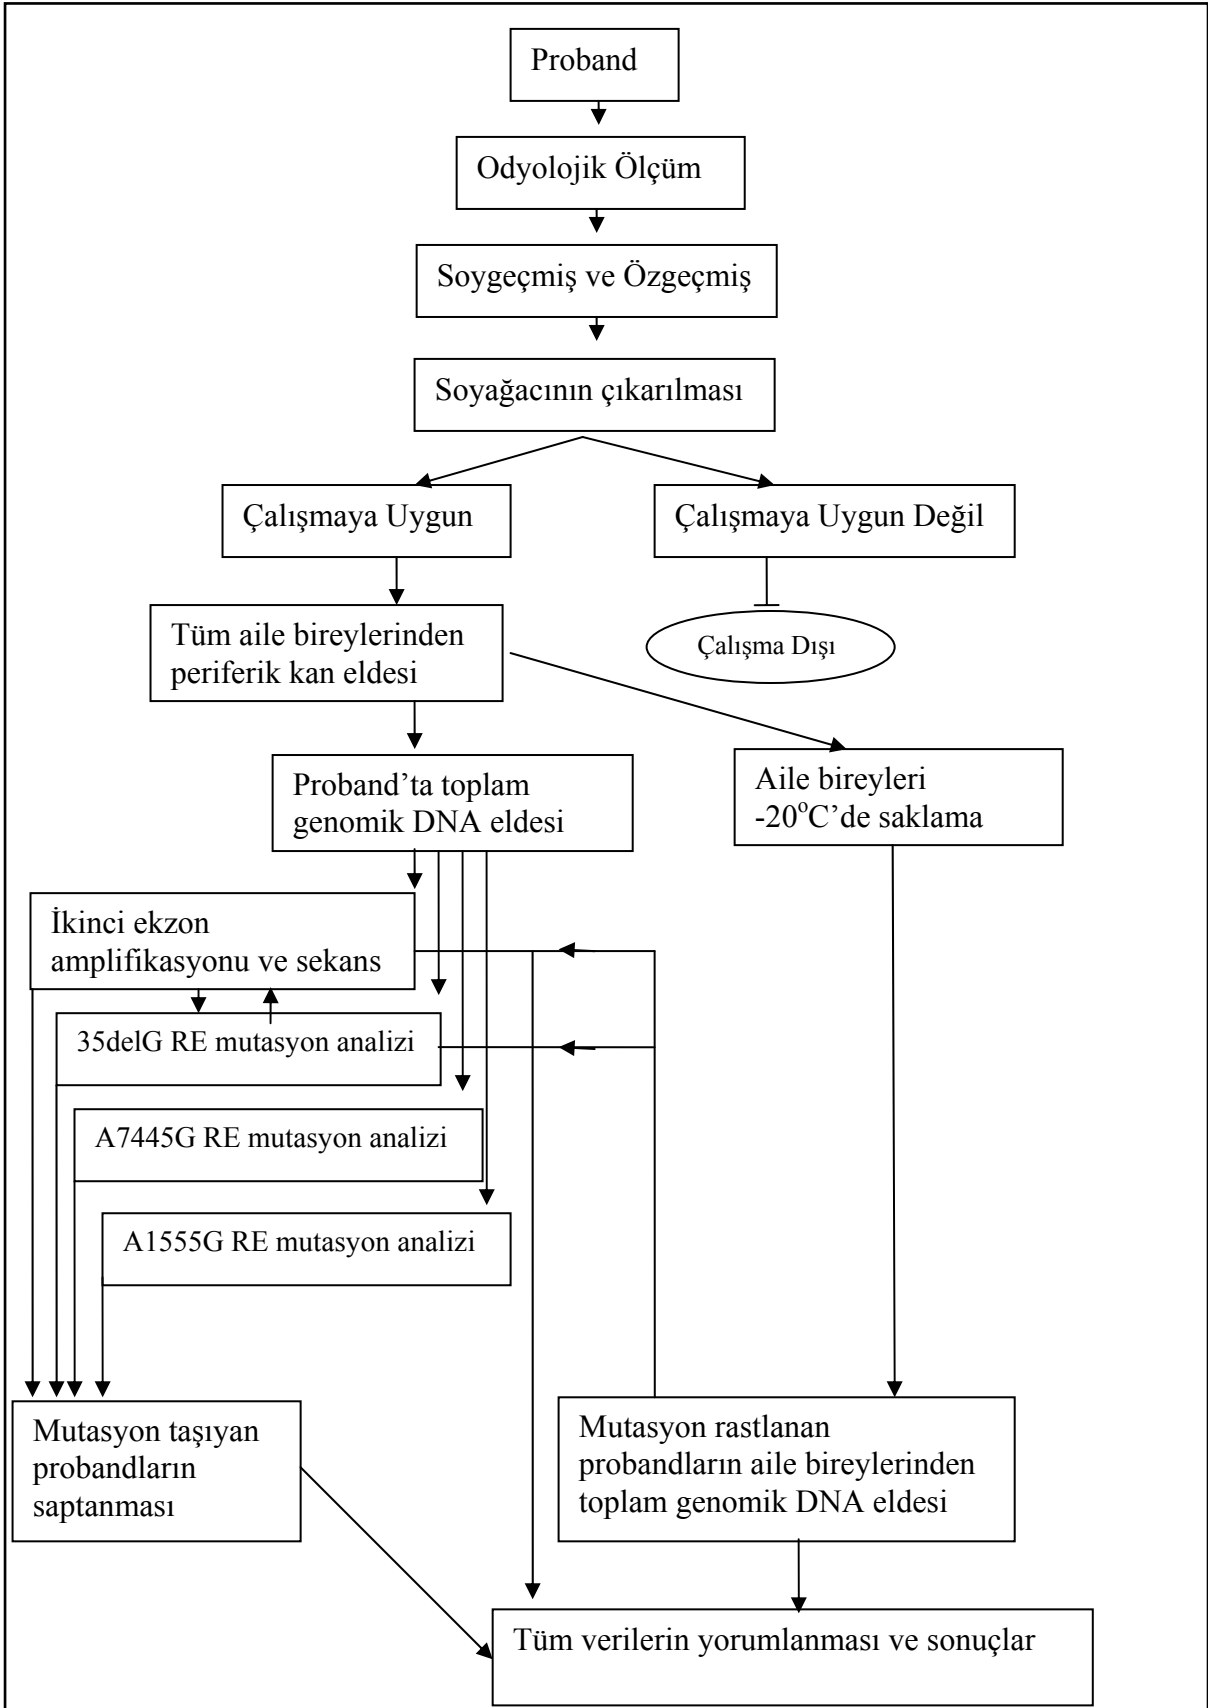 Proband
Odyolojik Ölçüm
Soygeçmiş ve Özgeçmiş
Soyağacının çıkarılması
Çalışmaya Uygun
Çalışmaya Uygun Değil
Tüm aile bireylerinden
periferik kan eldesi
Çalışma Dışı
Proband’ta toplam
genomik DNA eldesi
Aile bireyleri
-20°C’de saklama
İkinci ekzon
amplifikasyonu ve sekans
35delG RE mutasyon analizi
A7445G RE mutasyon analizi
A1555G RE mutasyon analizi
Mutasyon taşıyan
probandların
saptanması
Mutasyon rastlanan
probandların aile bireylerinden
toplam genomik DNA eldesi
Tüm verilerin yorumlanması ve sonuçlar